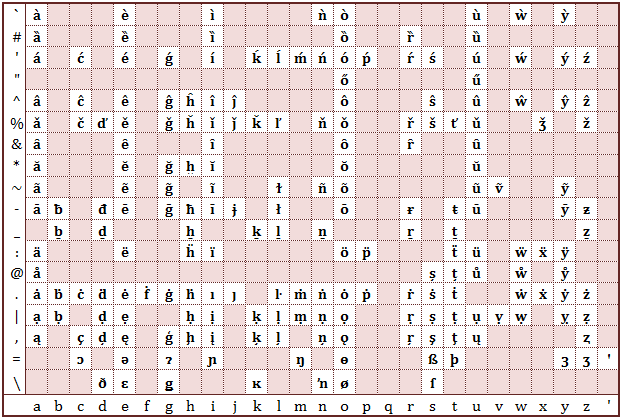 ` à è ì ǹ ò ù ẁ ỳ
# ȁ ȅ ȉ ȍ ȑ ȕ
' á ć é ǵ í ḱ ĺ ḿ ń ó ṕ ŕ ś ú ẃ ý ź
" ő ű
^ â ĉ ê ĝ ĥ î ĵ ô ŝ û ŵ ŷ ẑ
% ǎ č ď ě ǧ ȟ ǐ ǰ ǩ ľ ň ǒ ř š ť ǔ ǯ ž
& ȃ ȇ ȋ ȏ ȓ ȗ
* ă ĕ ğ ḫ ĭ ŏ ŭ
~ ã ẽ g̃ ĩ ɫ ñ õ ũ ṽ ỹ
- ā ƀ đ ē ḡ ħ ī ɉ ł ō ɍ ŧ ū ȳ ƶ
_ ḇ ḏ ẖ ḵ ḻ ṉ ṟ ṯ ẕ
: ä ë ḧ ï ö p̈ ẗ ü ẅ ẍ ÿ
@ å ș ț ů ẘ ẙ
. ȧ ḃ ċ ḋ ė ḟ ġ ḣ ı ȷ ŀ ṁ ṅ ȯ ṗ ṙ ṡ ṫ ẇ ẋ ẏ ż
| ạ ḅ ḍ ẹ ḥ ị ḳ ḷ ṃ ṇ ọ ṛ ṣ ṭ ụ ṿ ẉ ỵ ẓ
, ą ç ḑ ę ģ ḩ į ķ ļ ņ ǫ ŗ ş ţ ų ȥ
= ɔ ə ɂ ɲ ŋ ɵ ß þ ȝ ʒ '
\ ð ɛ ǥ ĸ ŉ ø ſ
a b c d e f g h i j k l m n o p q r s t u v w x y z '